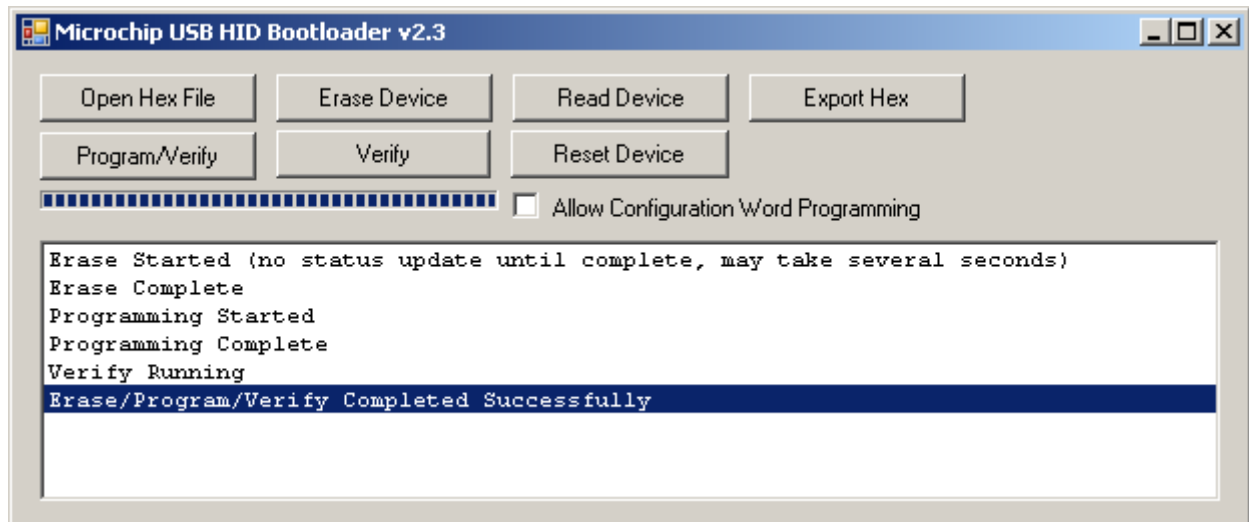 Microchip USB HID Bootloader v2.3
Open Hex File Erase Device Read Device Export Hex
Program/Verify Verify Reset Device
Allow Configuration Word Programming
Erase Started (no status update until complete, may take several seconds)
Erase Complete
Programming Started
Programming Complete
Verify Running
Erase/Program/Verify Completed Successfully